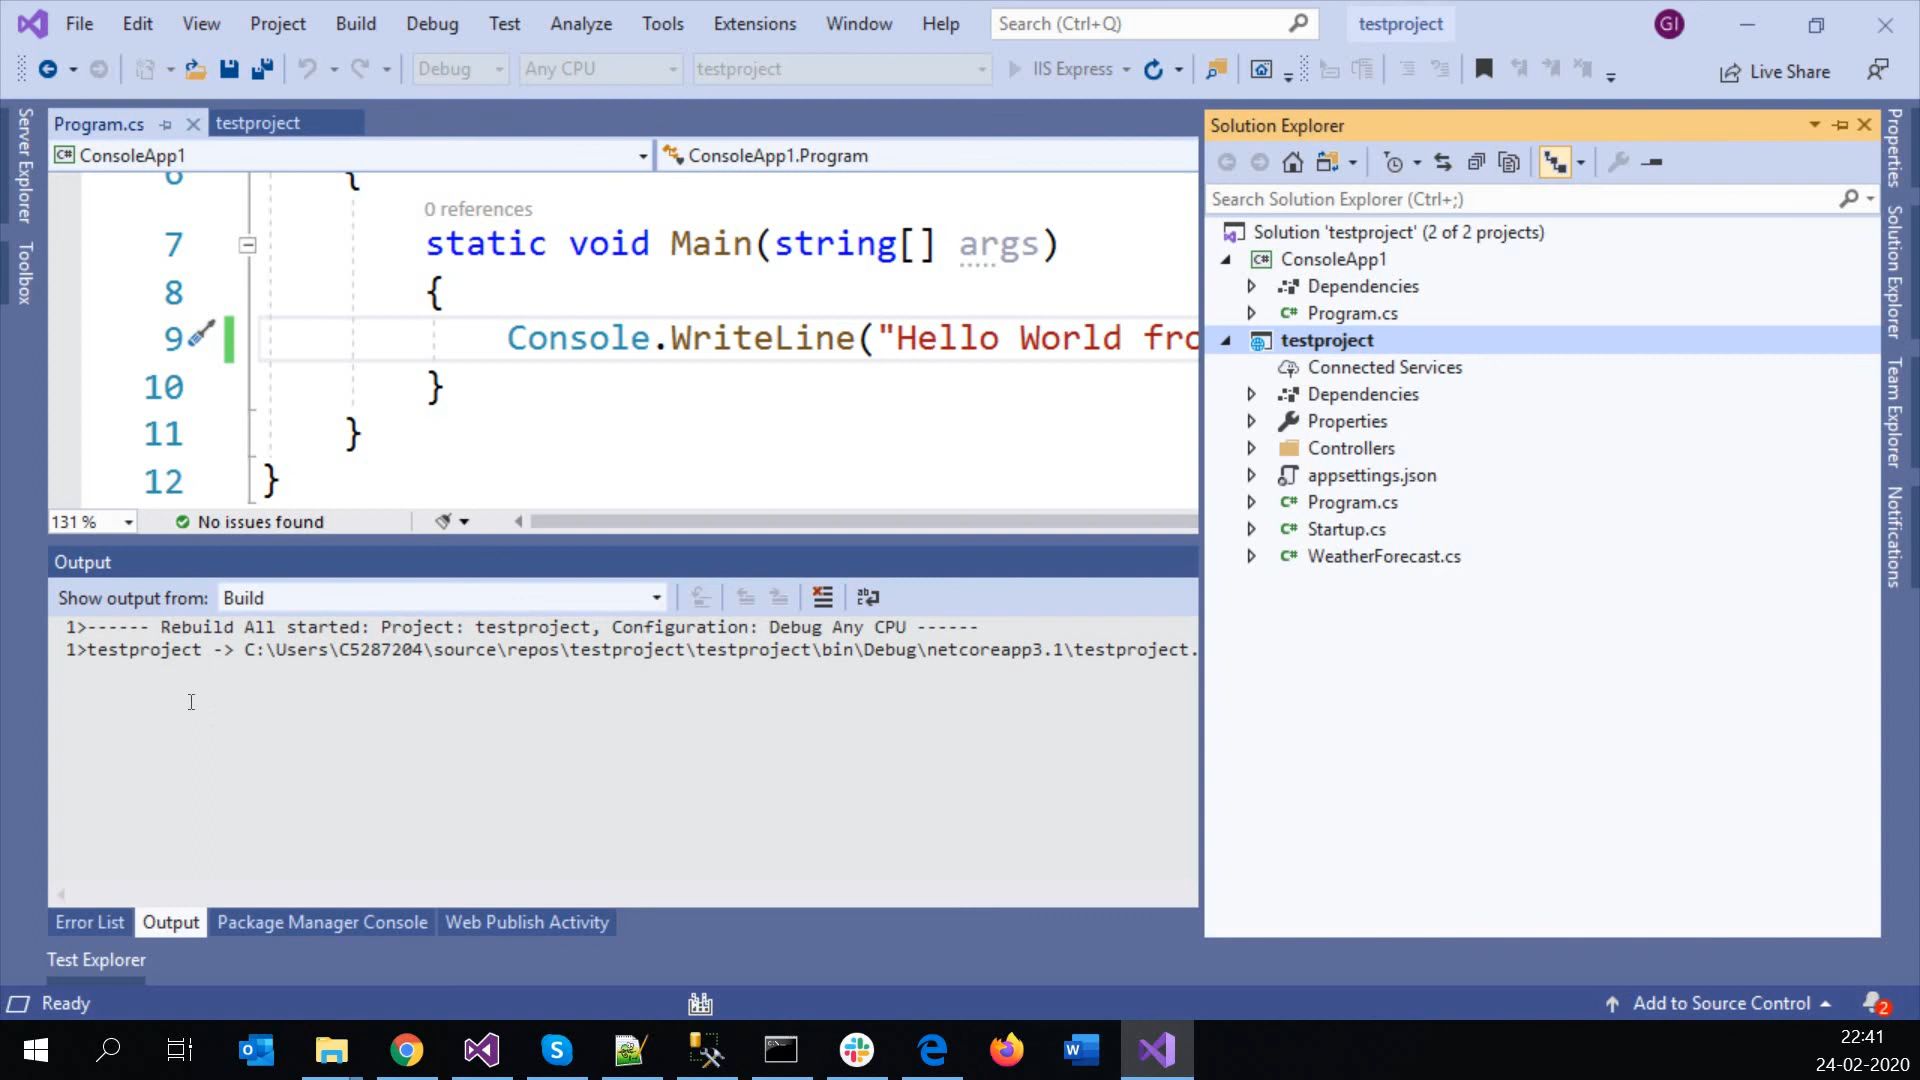 File Edit View Project Build Debug Test Analyze Tools Extensions Window Help Search (Ctrl+Q) testproject GI
Debug Any CPU testproject IIS Express Live Share
Server Explorer
Toolbox
Program.cs testproject
ConsoleApp1 ConsoleApp1.Program
6 {
0 references
7 static void Main(string[] args)
8 {
9 Console.WriteLine("Hello World fro
10 }
11 }
12 }
131 % No issues found
Output
Show output from: Build
1>------ Rebuild All started: Project: testproject, Configuration: Debug Any CPU ------
1>testproject -> C:\Users\C5287204\source\repos\testproject\testproject\bin\Debug\netcoreapp3.1\testproject.
Error List Output Package Manager Console Web Publish Activity
Test Explorer
Solution Explorer
Search Solution Explorer (Ctrl+;)
Solution 'testproject' (2 of 2 projects)
C# ConsoleApp1
Dependencies
C# Program.cs
testproject
Connected Services
Dependencies
Properties
Controllers
appsettings.json
C# Program.cs
C# Startup.cs
C# WeatherForecast.cs
Properties
Solution Explorer
Team Explorer
Notifications
Ready Add to Source Control 2
22:41
24-02-2020